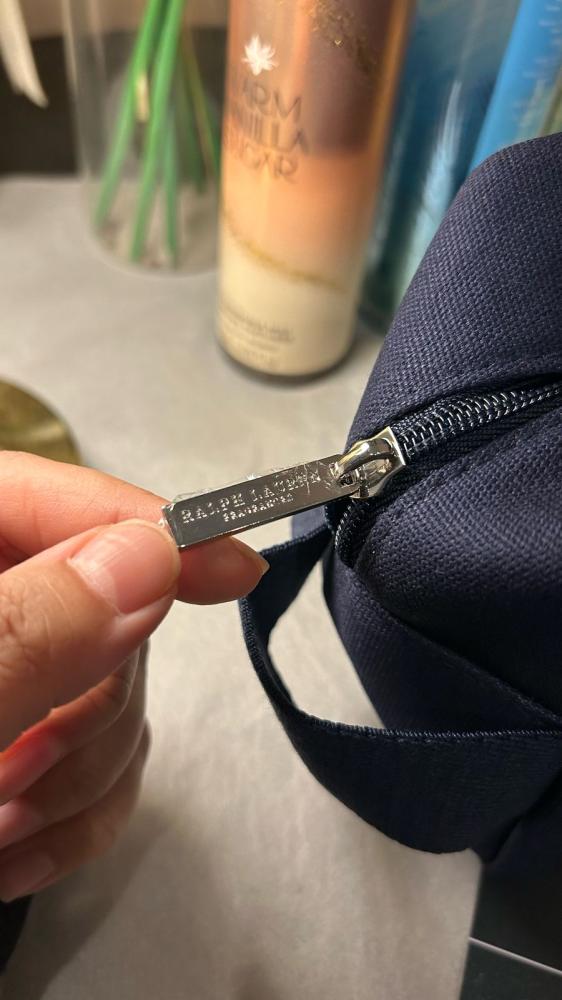 WARM
VANILLA
SUGAR
RALPH LAUREN
FRAGRANCES